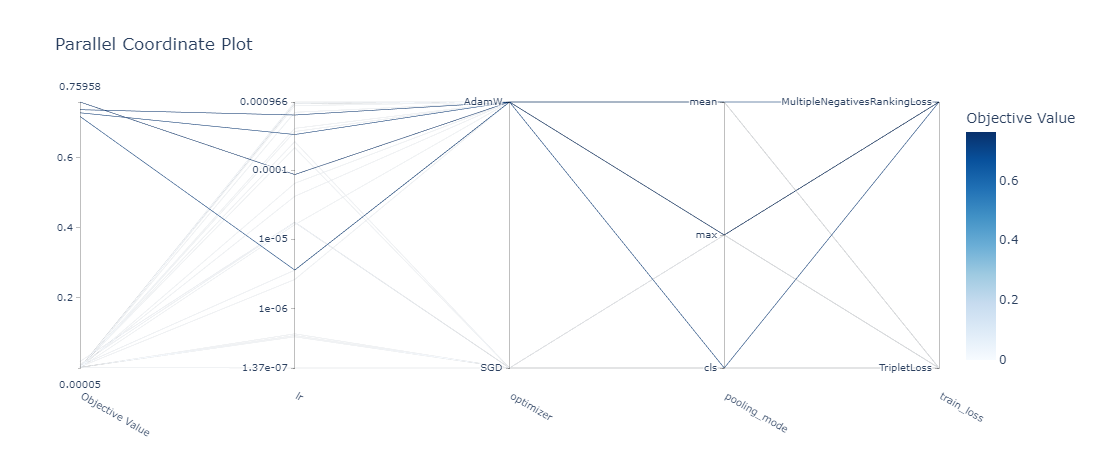 Parallel Coordinate Plot
0.75958
0.6
0.4
0.2
0.00005
Objective Value
0.000966
0.0001
1e-05
1e-06
1.37e-07
lr
AdamW
SGD
optimizer
mean
max
cls
pooling_mode
MultipleNegativesRankingLoss
TripletLoss
train_loss
Objective Value
0.6
0.4
0.2
0